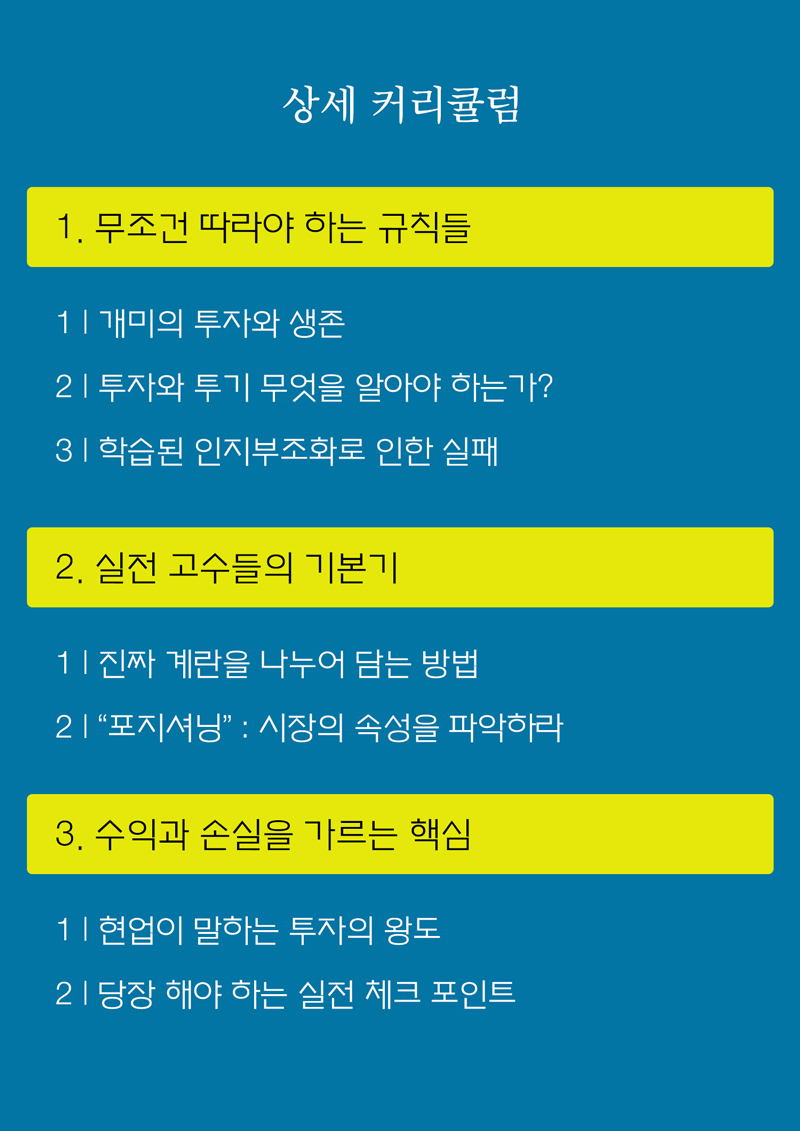 상세 커리큘럼
1. 무조건 따라야 하는 규칙들
1 | 개미의 투자와 생존
2 | 투자와 투기 무엇을 알아야 하는가?
3 | 학습된 인지부조화로 인한 실패
2. 실전 고수들의 기본기
1 | 진짜 계란을 나누어 담는 방법
2 | “포지셔닝” : 시장의 속성을 파악하라
3. 수익과 손실을 가르는 핵심
1 | 현업이 말하는 투자의 왕도
2 | 당장 해야 하는 실전 체크 포인트